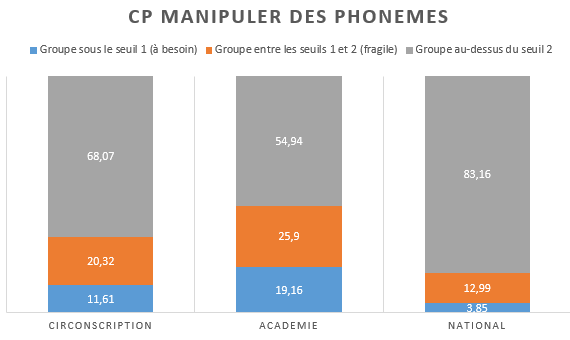 CP MANIPULER DES PHONEMES
Groupe sous le seuil 1 (à besoin) Groupe entre les seuils 1 et 2 (fragile) Groupe au-dessus du seuil 2
68,07 54,94 83,16
20,32 25,9 12,99
11,61 19,16 3,85
CIRCONSCRIPTION ACADEMIE NATIONAL